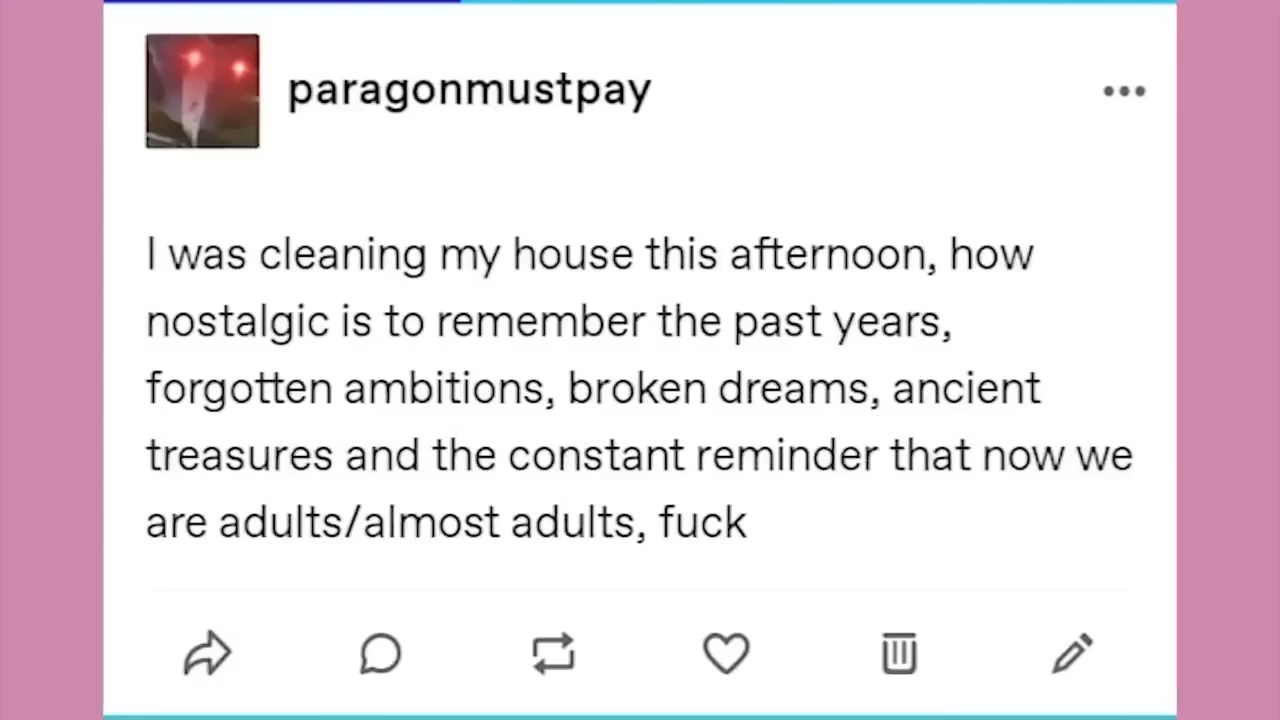 paragonmustpay
I was cleaning my house this afternoon, how
nostalgic is to remember the past years,
forgotten ambitions, broken dreams, ancient
treasures and the constant reminder that now we
are adults/almost adults, fuck